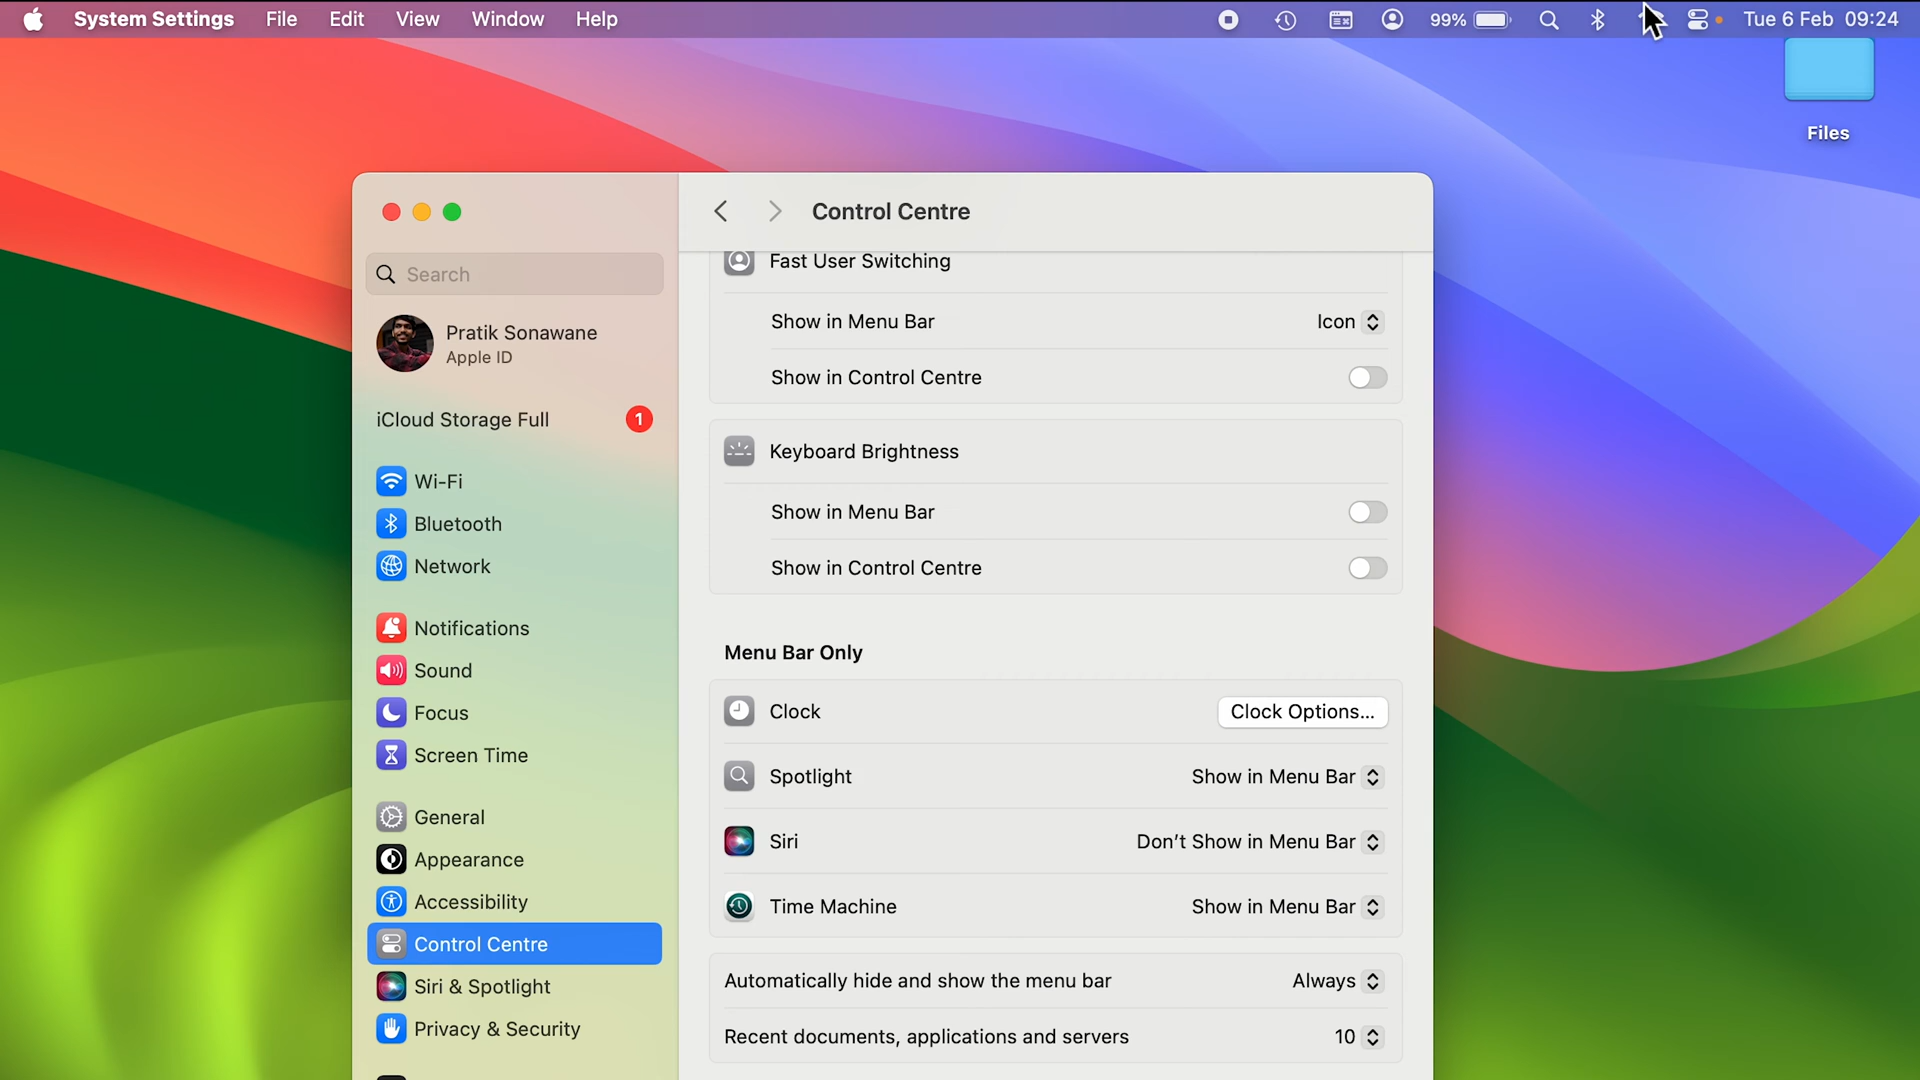 System Settings File Edit View Window Help 99% Tue 6 Feb 09:24
Files
Control Centre
Search
Pratik Sonawane
Apple ID
iCloud Storage Full 1
Wi-Fi
Bluetooth
Network
Notifications
Sound
Focus
Screen Time
General
Appearance
Accessibility
Control Centre
Siri & Spotlight
Privacy & Security
Fast User Switching
Show in Menu Bar Icon
Show in Control Centre
Keyboard Brightness
Show in Menu Bar
Show in Control Centre
Menu Bar Only
Clock Clock Options...
Spotlight Show in Menu Bar
Siri Don't Show in Menu Bar
Time Machine Show in Menu Bar
Automatically hide and show the menu bar Always
Recent documents, applications and servers 10